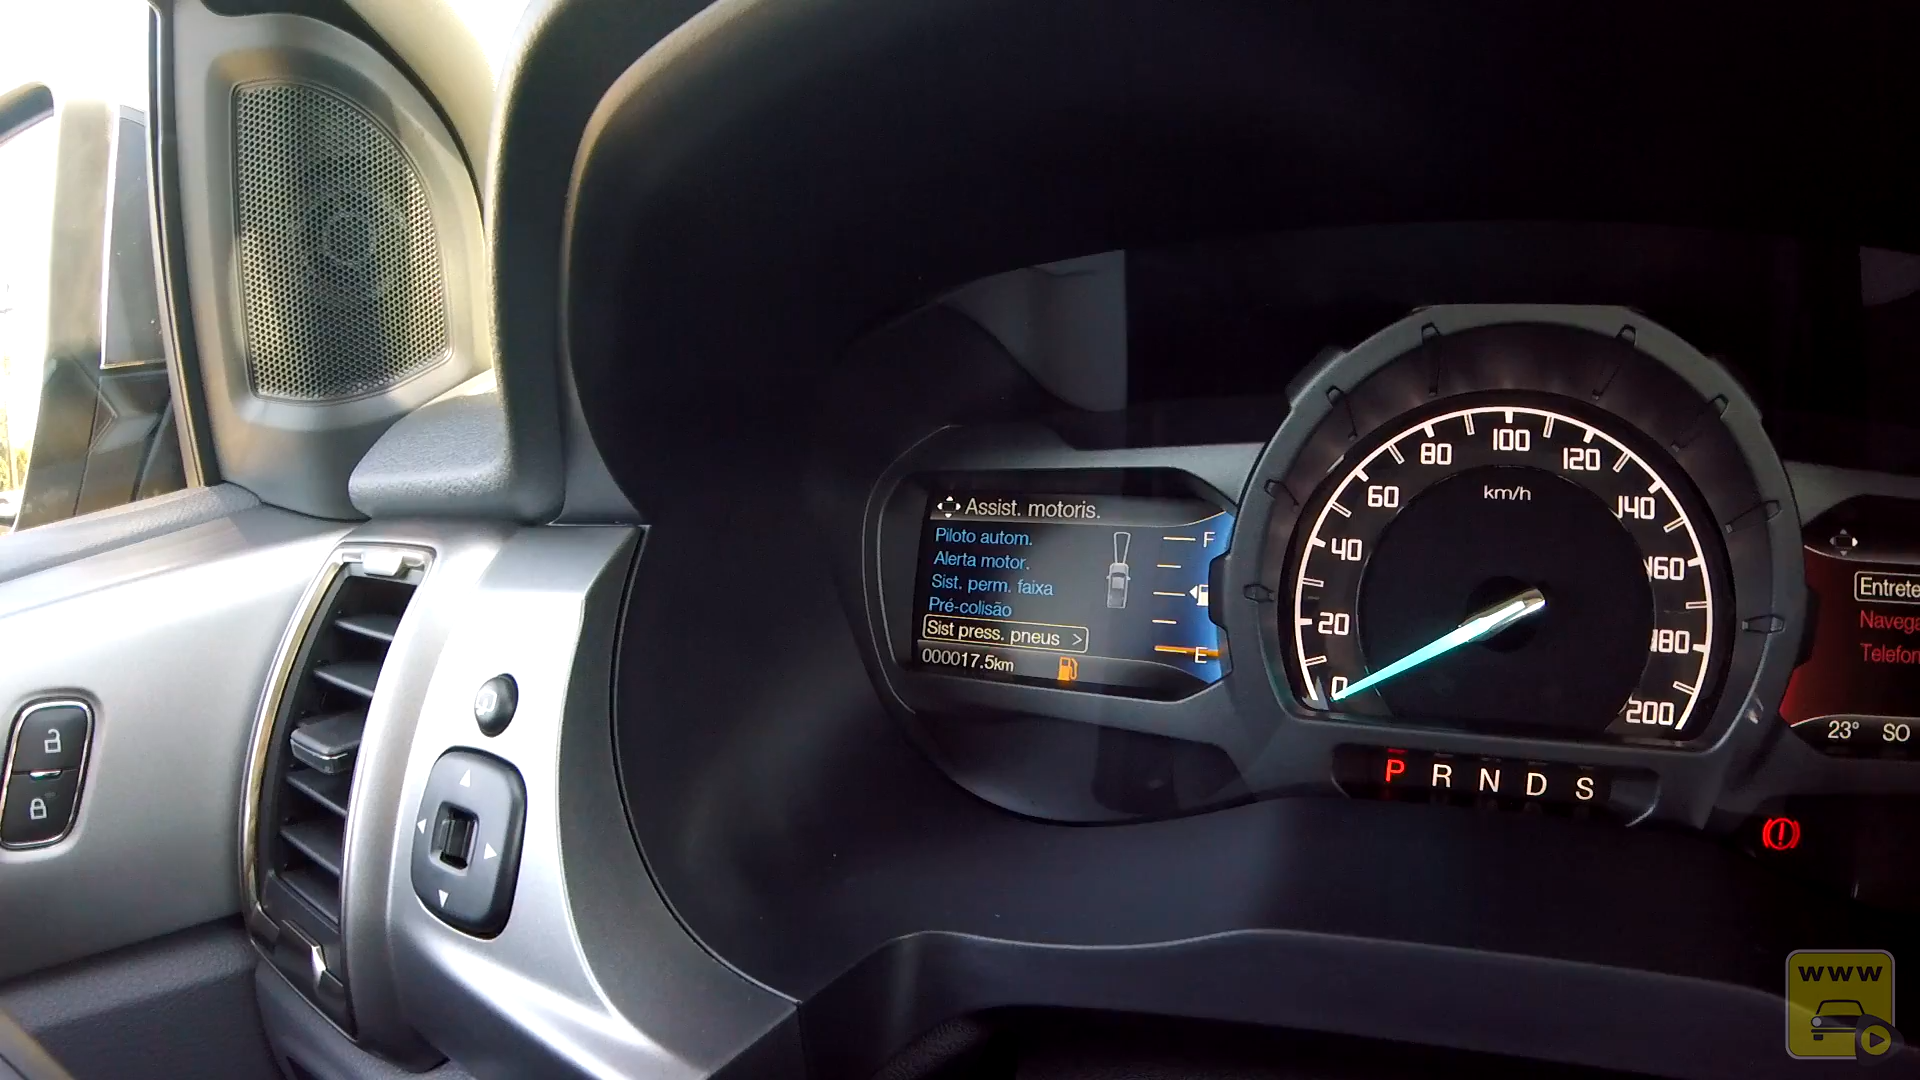 Assist. motoris.
Piloto autom.
Alerta motor.
Sist. perm. faixa
Pré-colisão
Sist press. pneus >
000017.5km
F
E
0
20
40
60
80
100
120
140
160
180
200
km/h
P R N D S
Entrete
Navega
Telefon
23° SO
WWW